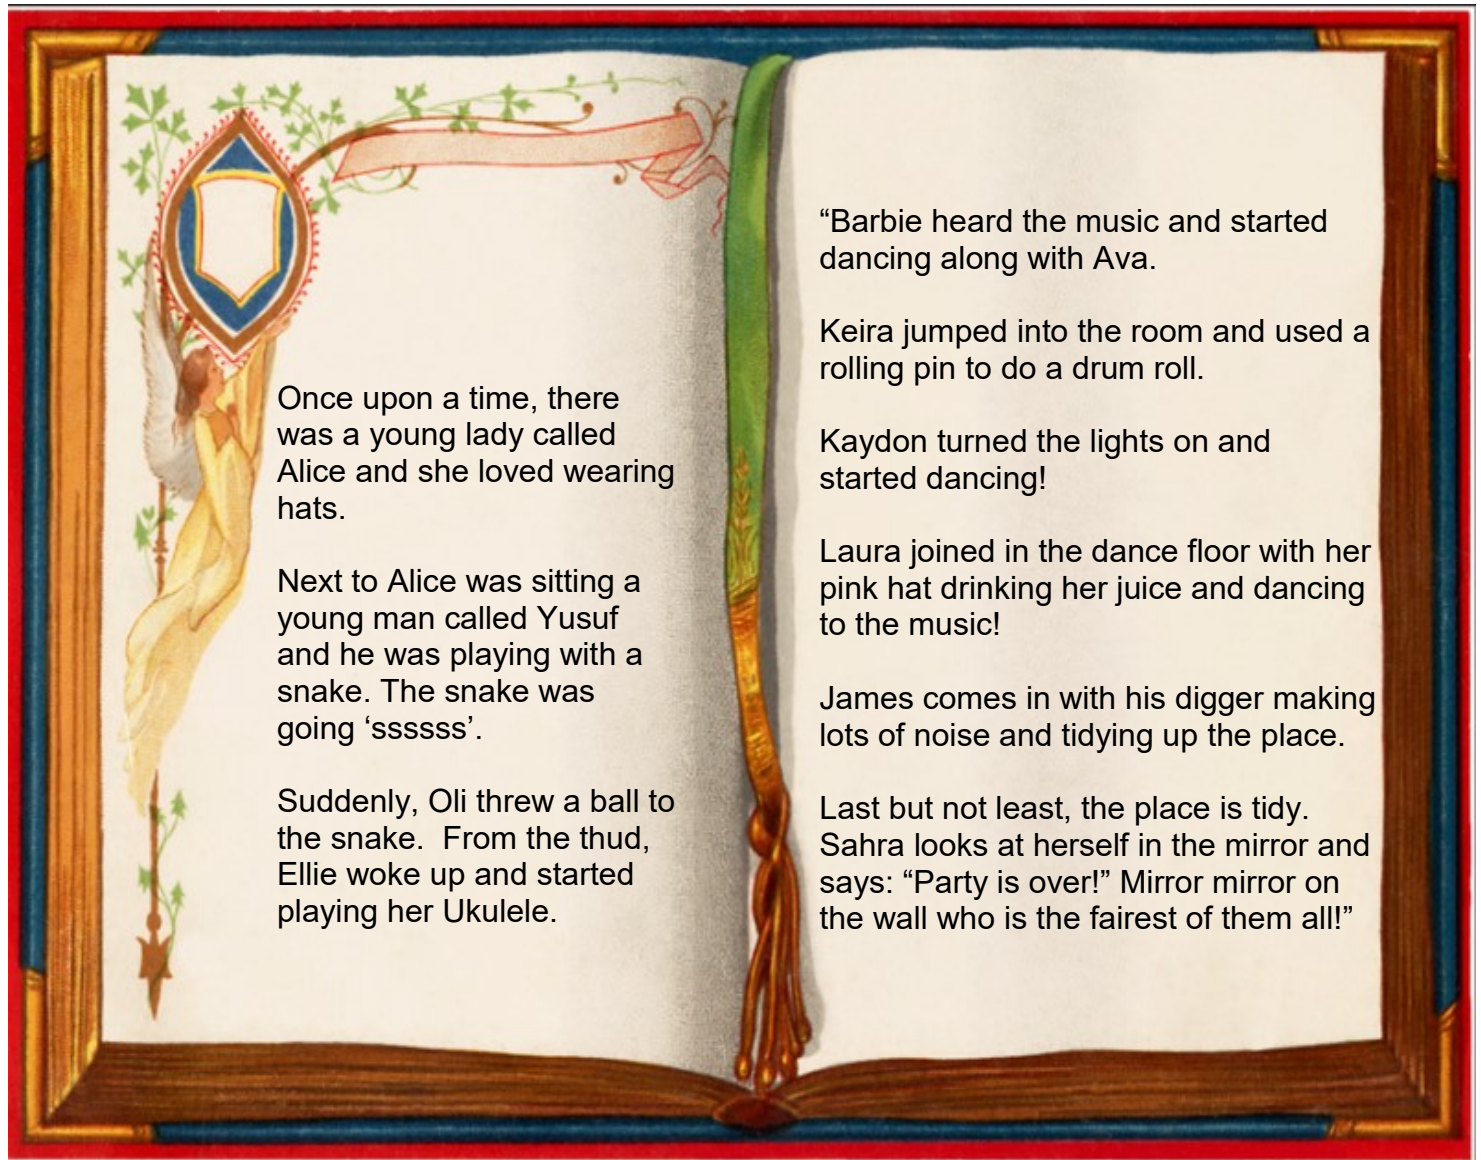 Once upon a time, there
was a young lady called
Alice and she loved wearing
hats.
Next to Alice was sitting a
young man called Yusuf
and he was playing with a
snake. The snake was
going ‘ssssss’.
Suddenly, Oli threw a ball to
the snake.  From the thud,
Ellie woke up and started
playing her Ukulele.
“Barbie heard the music and started
dancing along with Ava.
Keira jumped into the room and used a
rolling pin to do a drum roll.
Kaydon turned the lights on and
started dancing!
Laura joined in the dance floor with her
pink hat drinking her juice and dancing
to the music!
James comes in with his digger making
lots of noise and tidying up the place.
Last but not least, the place is tidy.
Sahra looks at herself in the mirror and
says: “Party is over!” Mirror mirror on
the wall who is the fairest of them all!”